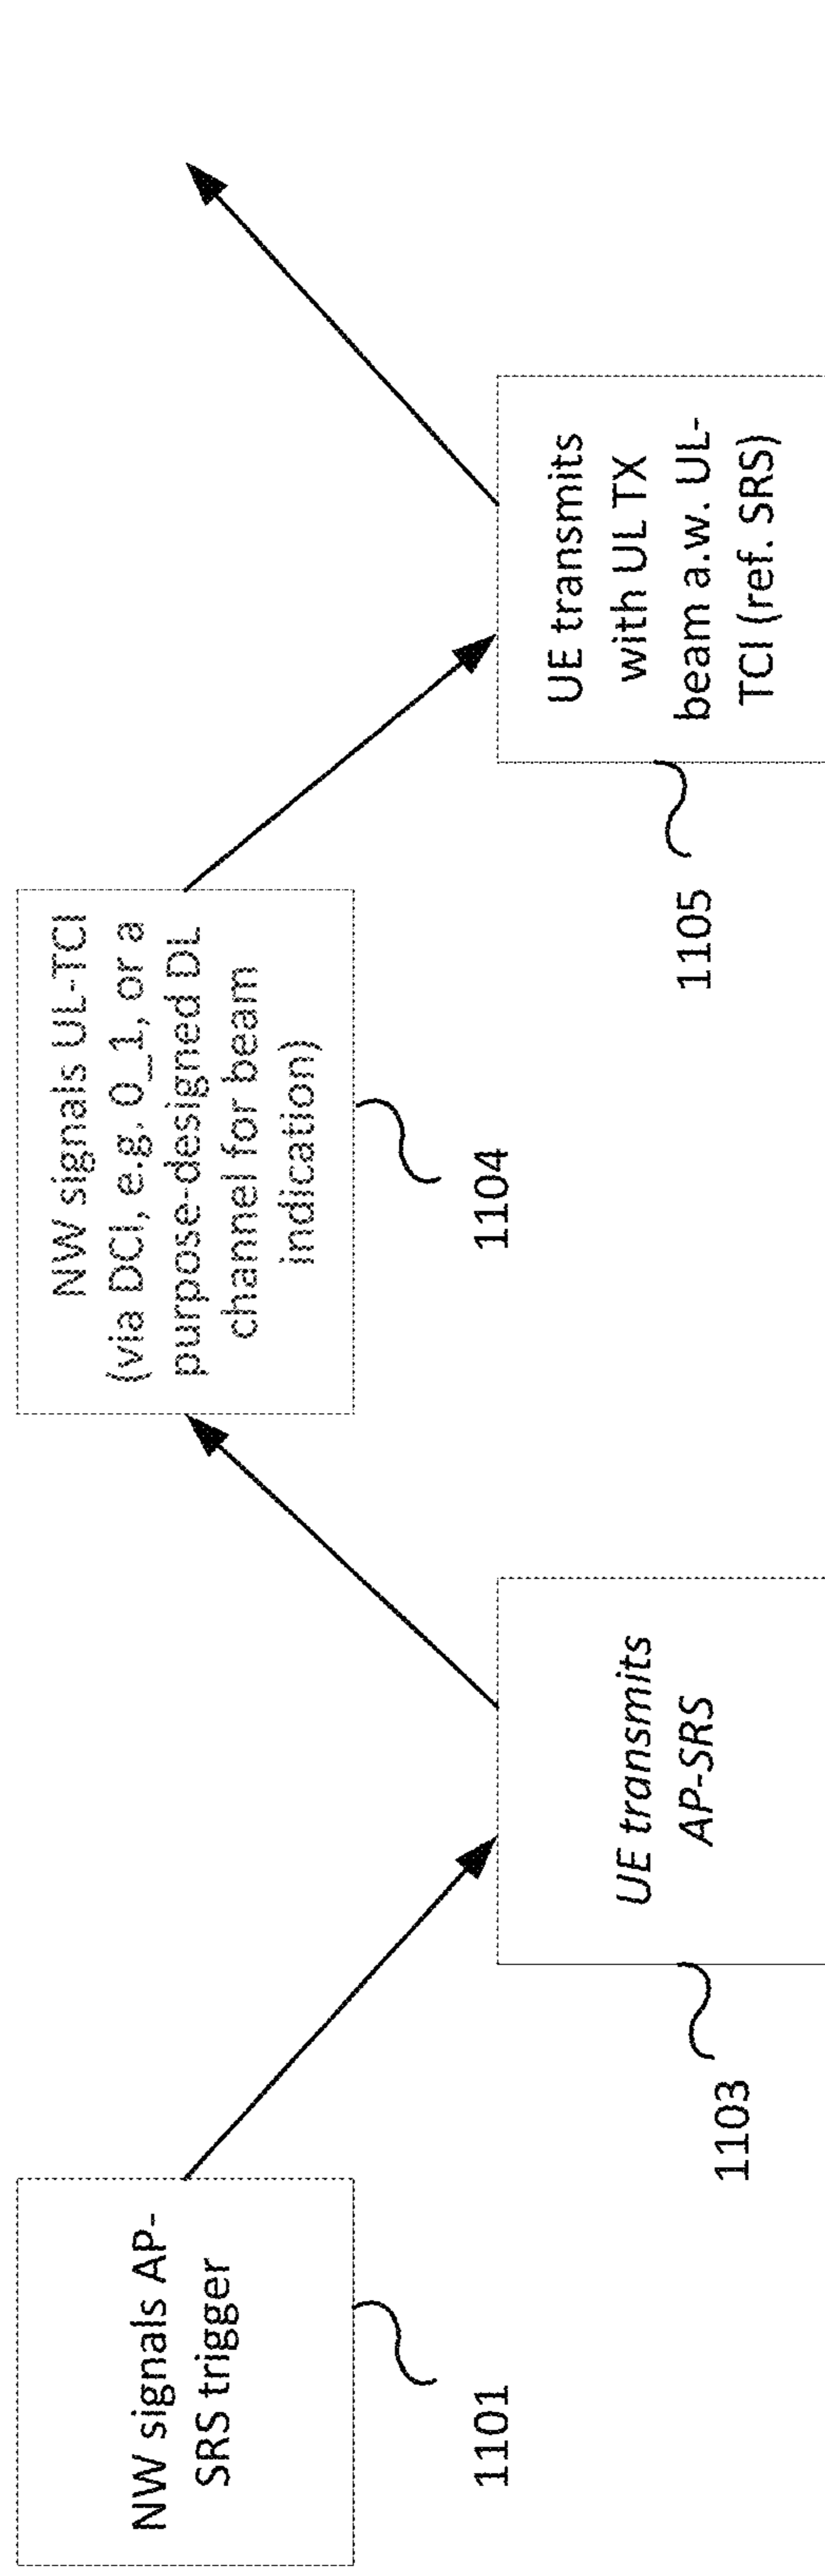 NW signals AP-
SRS trigger
1101
UE transmits
AP-SRS
1103
NW signals UL-TCI
(via DCI, e.g. 0_1, or a
purpose-designed DL
channel for beam
indication)
1104
UE transmits
with UL TX
beam a.w. UL-
TCI (ref. SRS)
1105